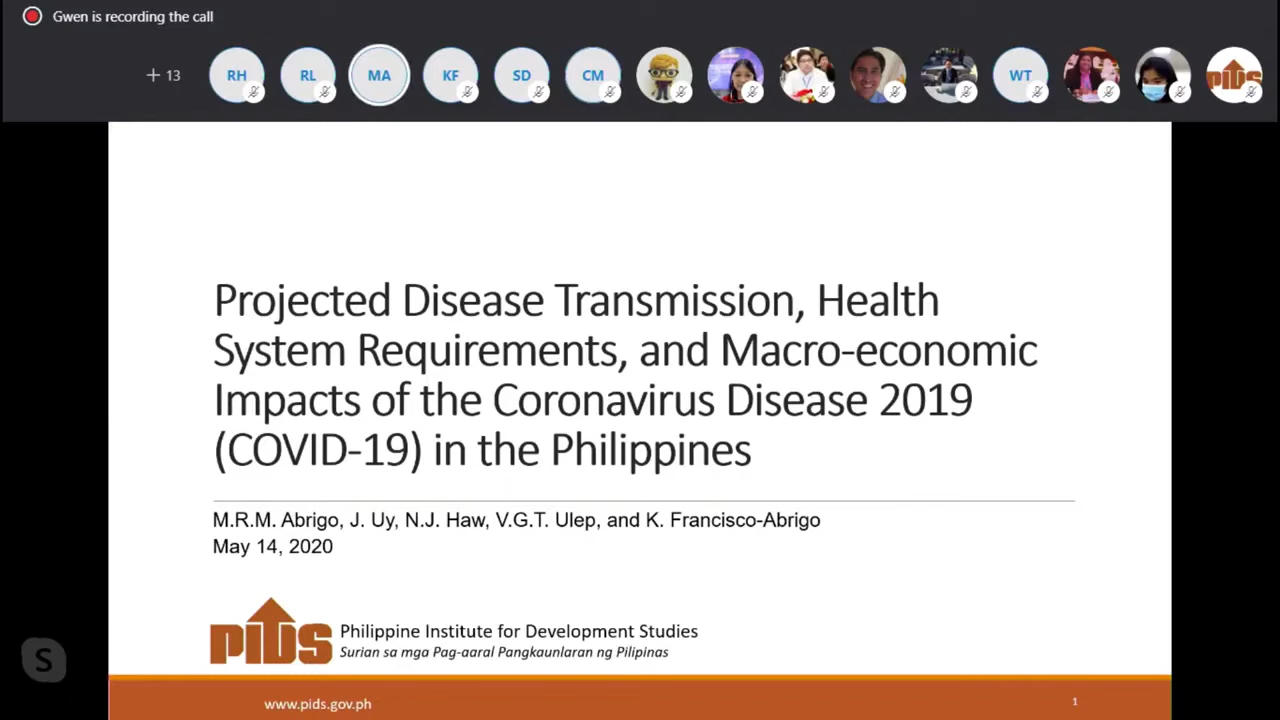 Gwen is recording the call
+ 13
RH
RL
MA
KF
SD
CM
WT
PIDS
Projected Disease Transmission, Health
System Requirements, and Macro-economic
Impacts of the Coronavirus Disease 2019
(COVID-19) in the Philippines
M.R.M. Abrigo, J. Uy, N.J. Haw, V.G.T. Ulep, and K. Francisco-Abrigo
May 14, 2020
PIDS
Philippine Institute for Development Studies
Surian sa mga Pag-aaral Pangkaunlaran ng Pilipinas
S
www.pids.gov.ph
1